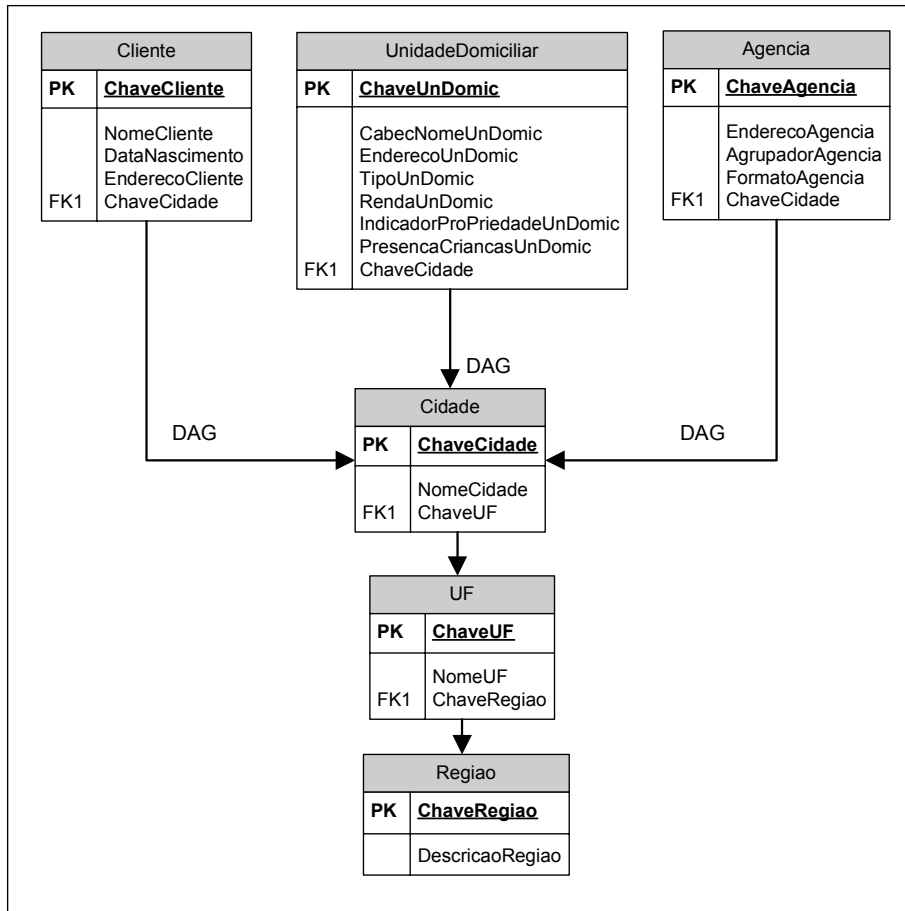 Cliente
PK ChaveCliente
NomeCliente
DataNascimento
EnderecoCliente
FK1 ChaveCidade
UnidadeDomiciliar
PK ChaveUnDomic
CabecNomeUnDomic
EnderecoUnDomic
TipoUnDomic
RendaUnDomic
IndicadorProPriedadeUnDomic
PresencaCriancasUnDomic
FK1 ChaveCidade
Agencia
PK ChaveAgencia
EnderecoAgencia
AgrupadorAgencia
FormatoAgencia
FK1 ChaveCidade
DAG
DAG
DAG
Cidade
PK ChaveCidade
NomeCidade
FK1 ChaveUF
UF
PK ChaveUF
NomeUF
FK1 ChaveRegiao
Regiao
PK ChaveRegiao
DescricaoRegiao